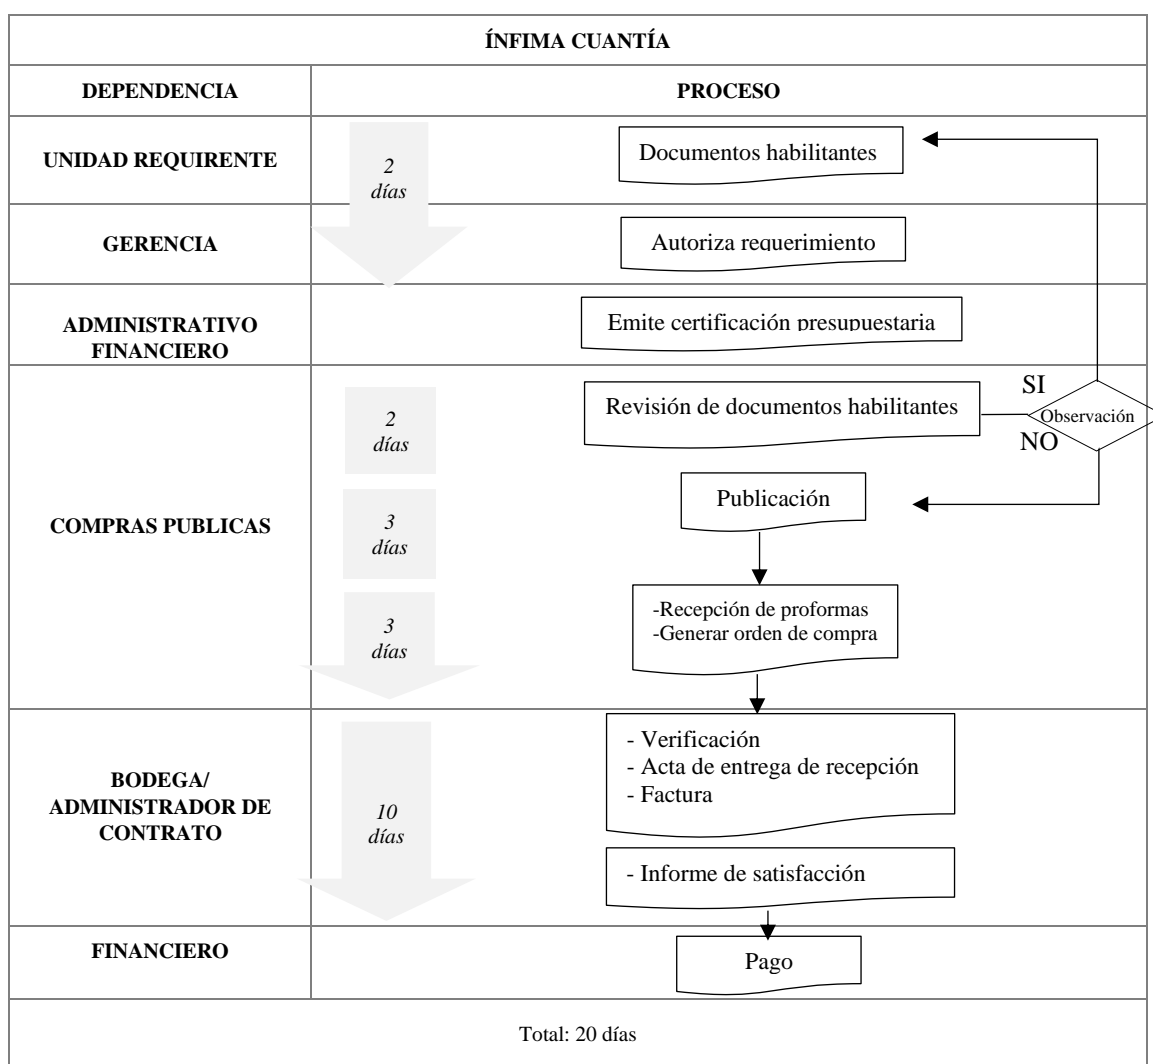 ÍNFIMA CUANTÍA
DEPENDENCIA
PROCESO
UNIDAD REQUIRENTE
2
días
Documentos habilitantes
GERENCIA
Autoriza requerimiento
ADMINISTRATIVO
FINANCIERO
Emite certificación presupuestaria
COMPRAS PUBLICAS
2
días
Revisión de documentos habilitantes
SI
Observación
NO
3
días
Publicación
3
días
-Recepción de proformas
-Generar orden de compra
BODEGA/
ADMINISTRADOR DE
CONTRATO
10
días
- Verificación
- Acta de entrega de recepción
- Factura
- Informe de satisfacción
FINANCIERO
Pago
Total: 20 días